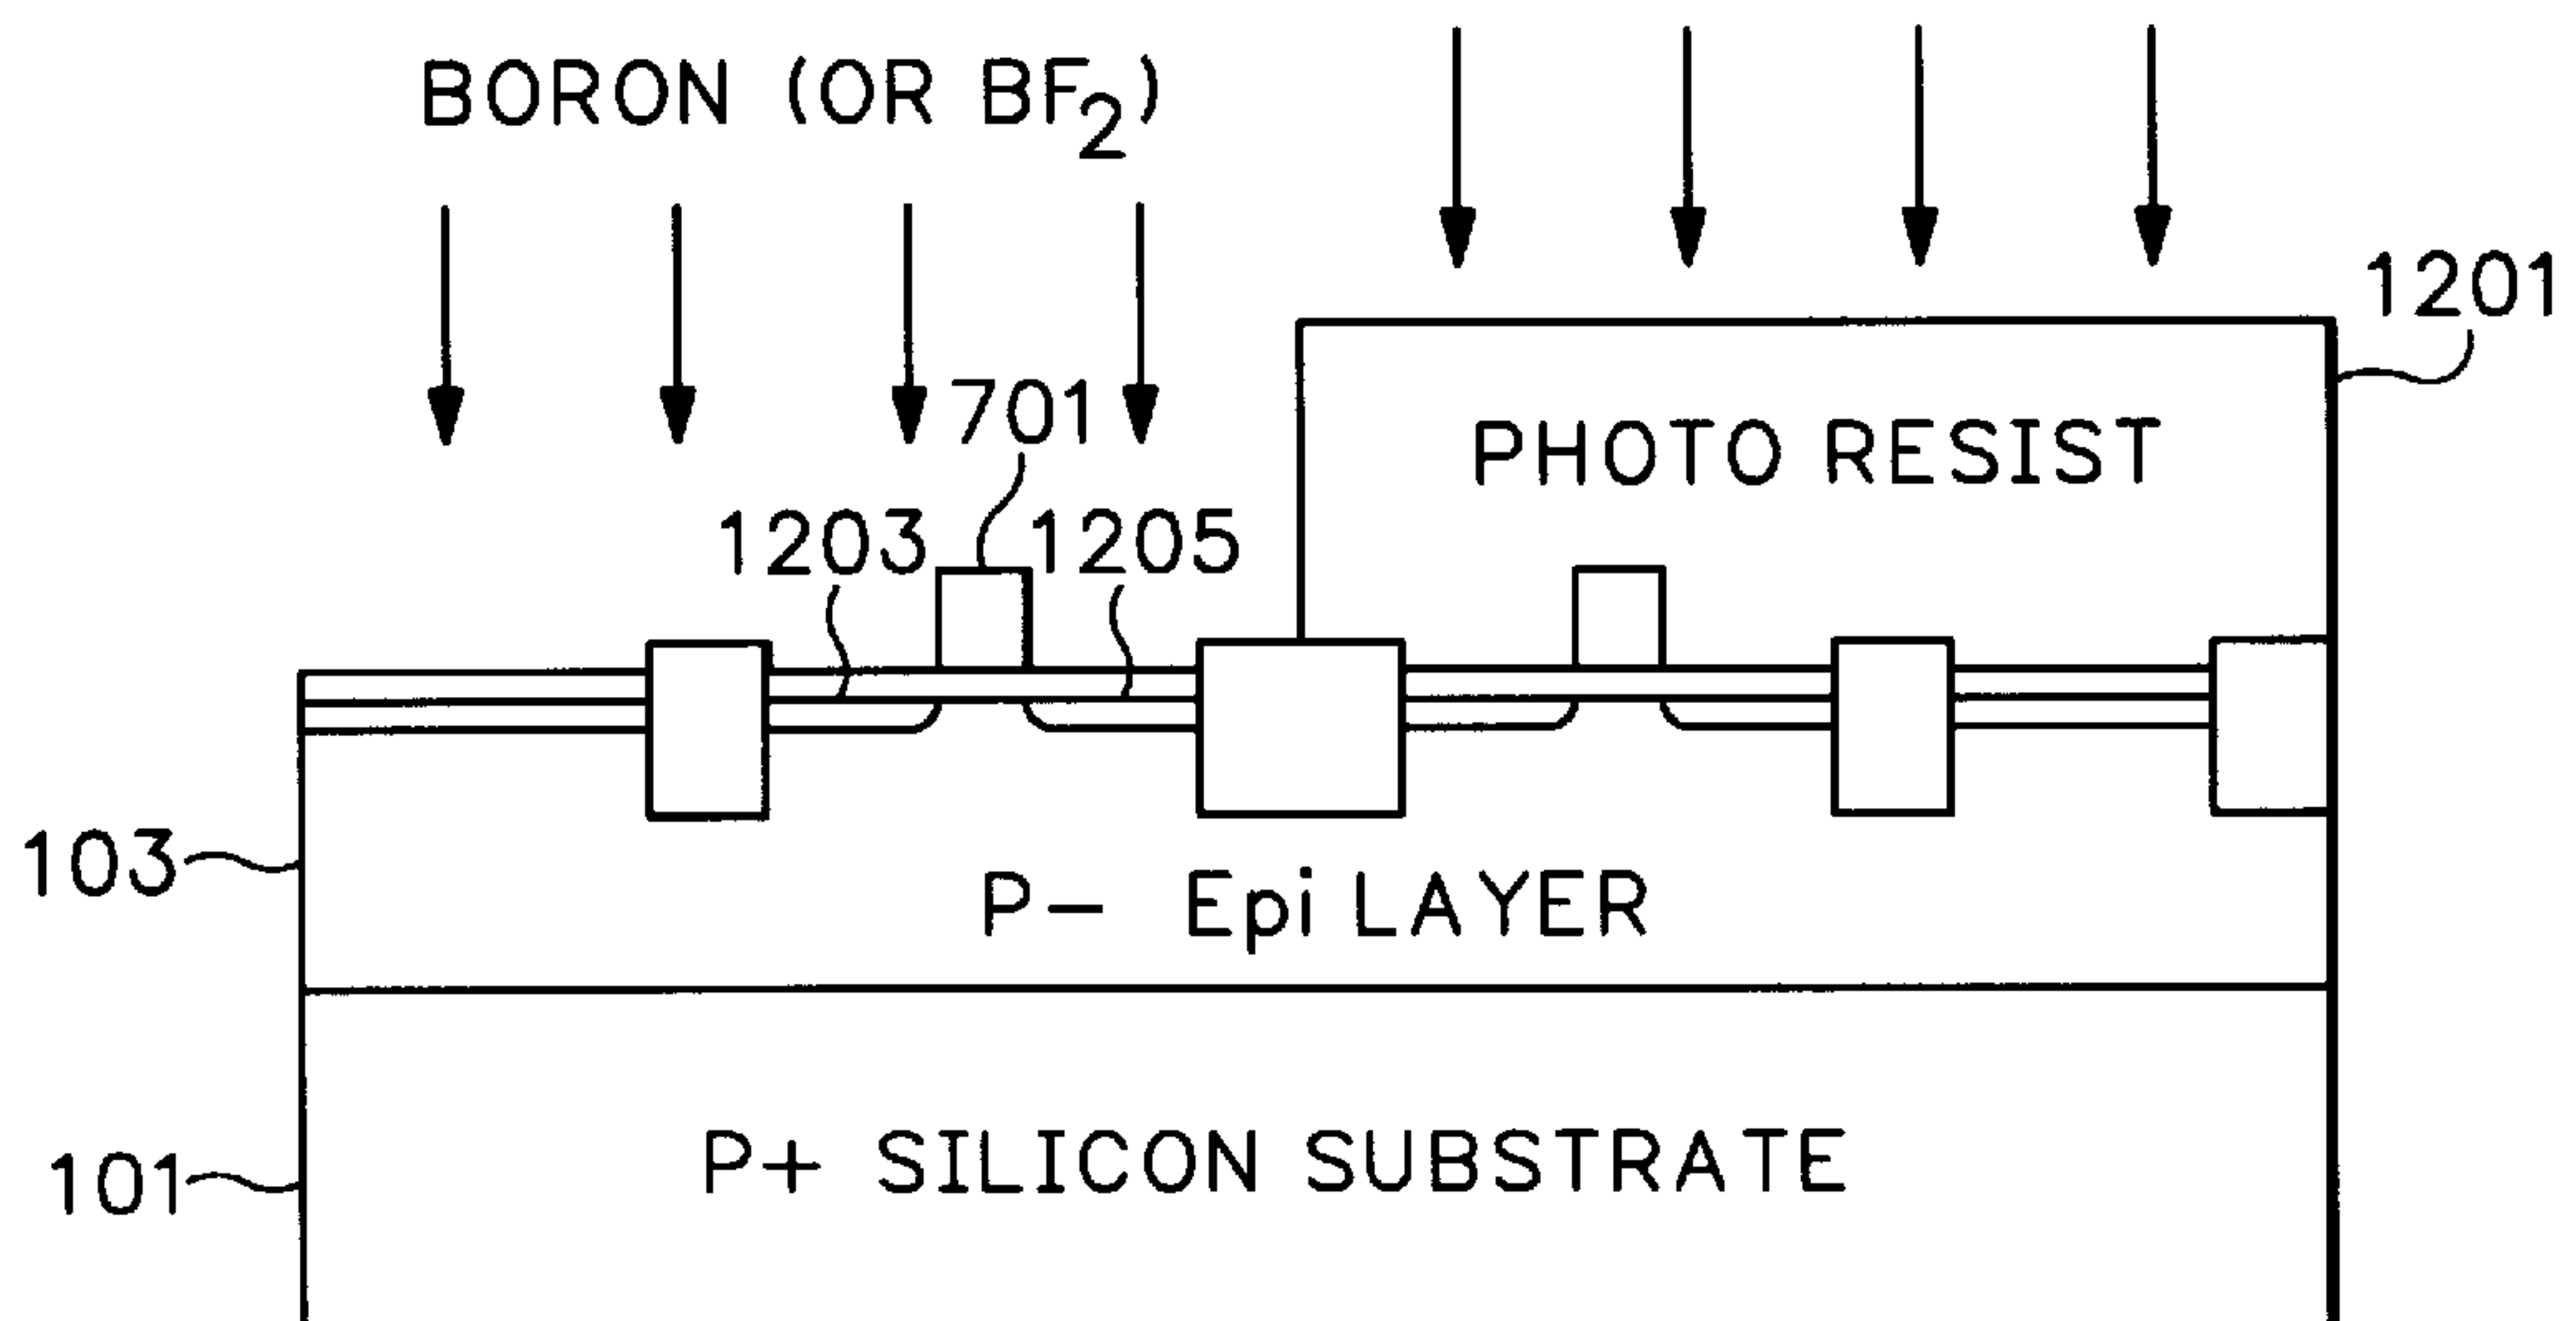 BORON (OR BF2)
1201
701
PHOTO RESIST
1203
1205
103
P- Epi LAYER
101
P+ SILICON SUBSTRATE